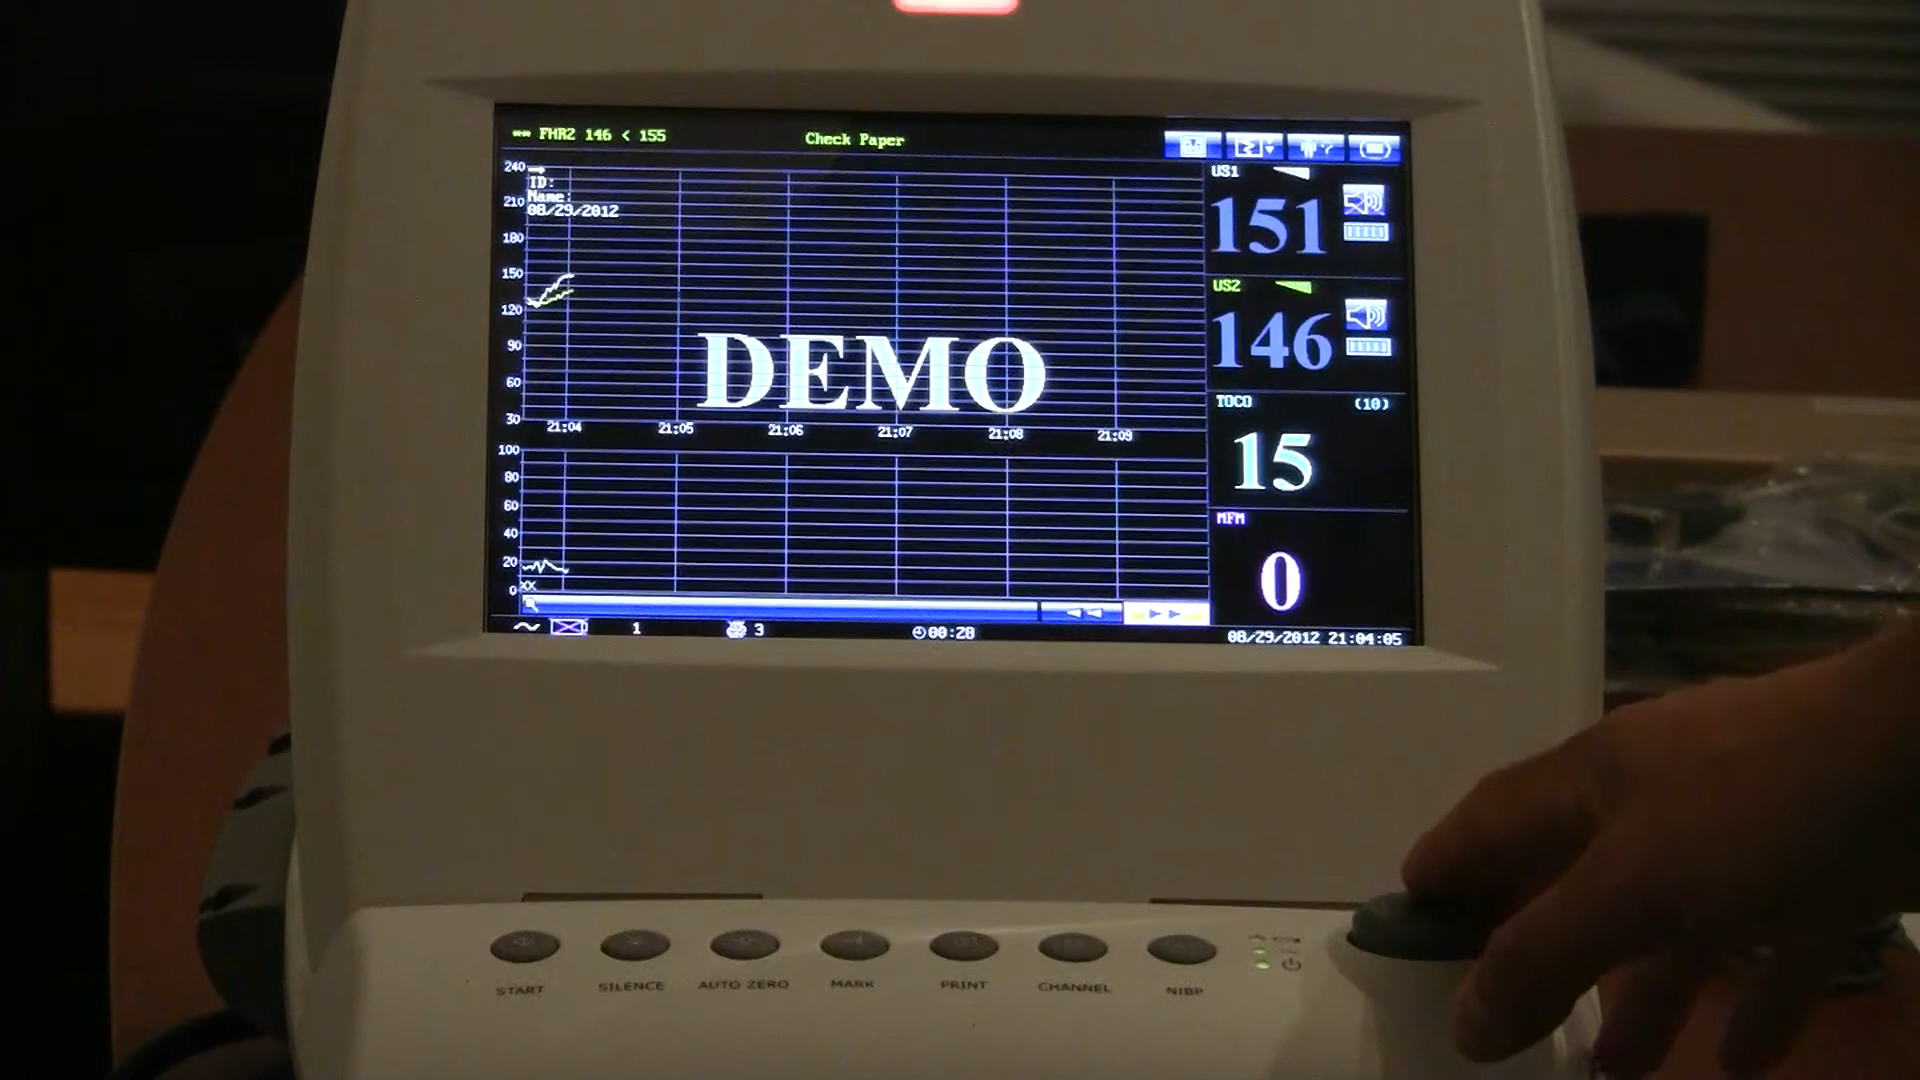 *** FHR2 146 < 155
Check Paper
240
ID:
Name:
08/29/2012
210
180
150
120
90
60
30
DEMO
21:04 21:05 21:06 21:07 21:08 21:09
100
80
60
40
20
0
XX
US1
151
US2
146
TOCO (10)
15
MFM
0
1 3 00:28 08/29/2012 21:04:05
START SILENCE AUTO ZERO MARK PRINT CHANNEL NIBP